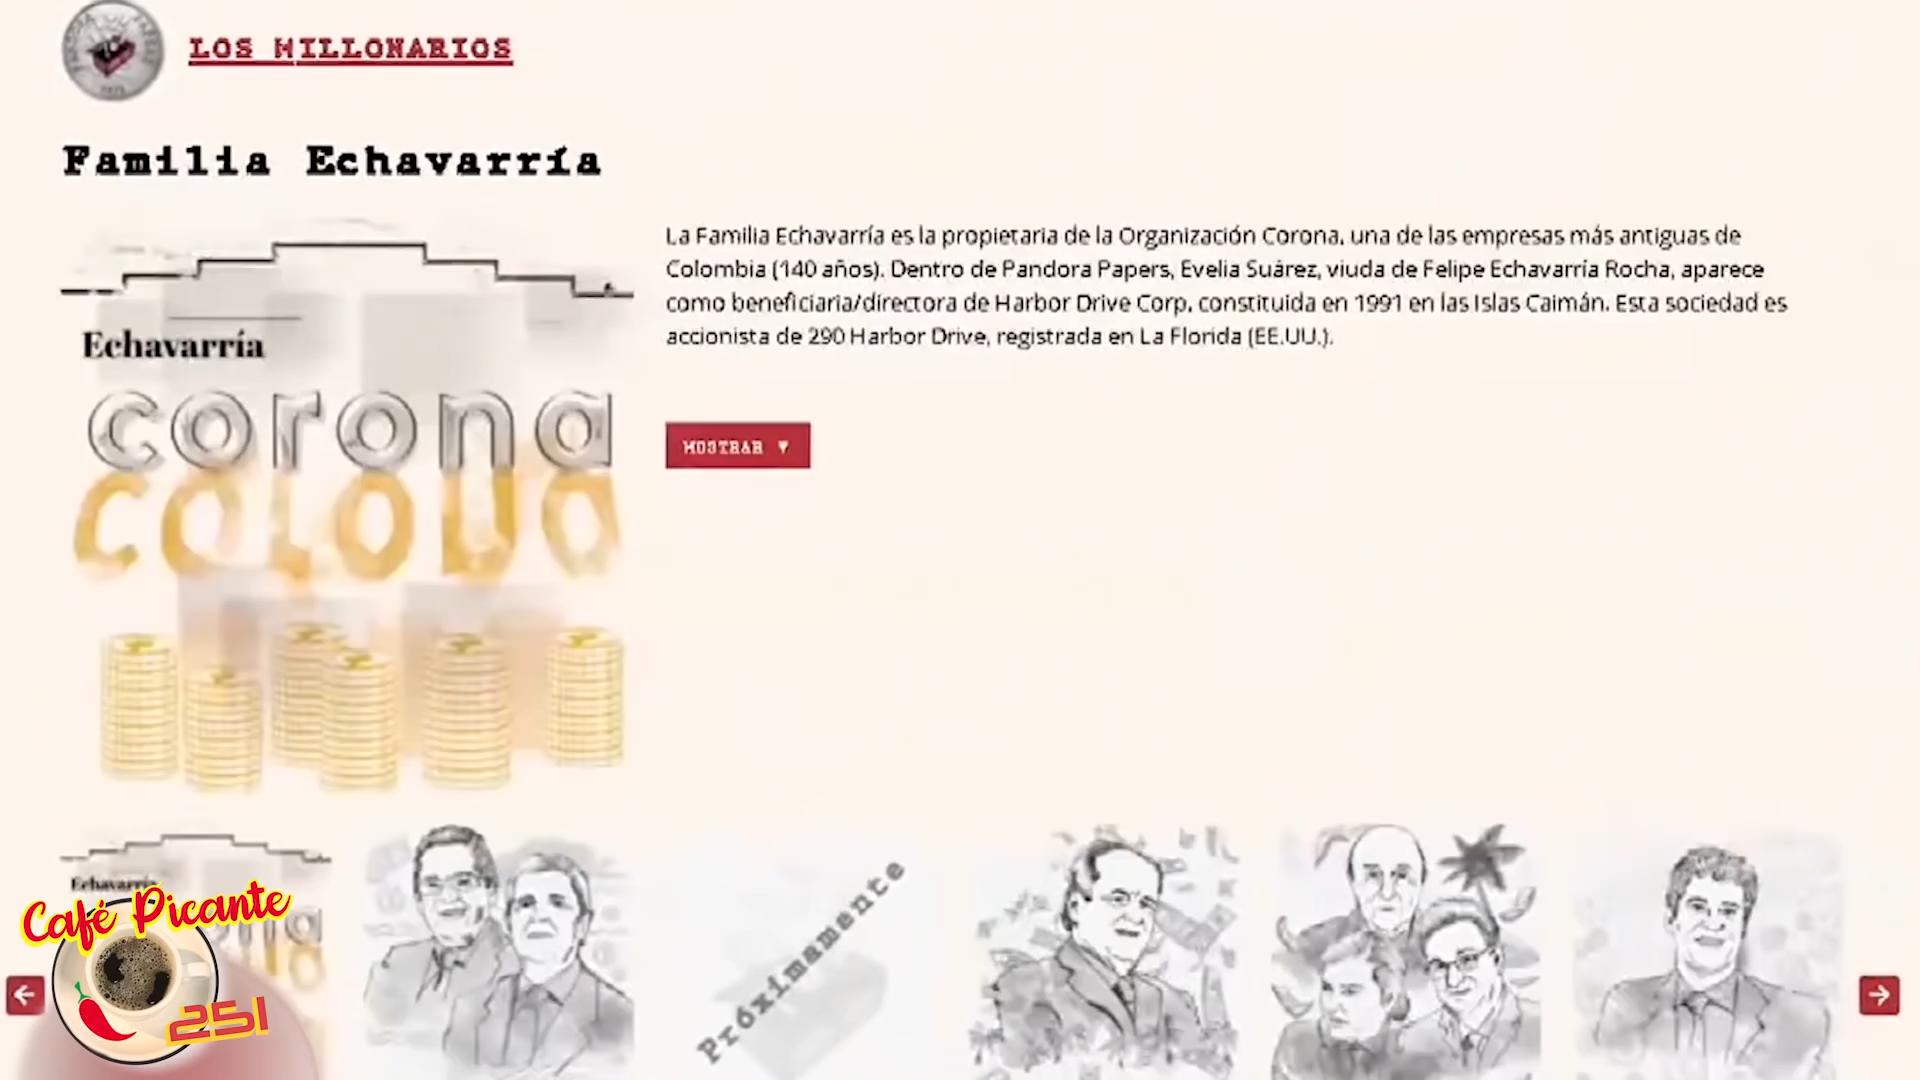 LOS MILLONARIOS
Familia Echavarría
La Familia Echavarría es la propietaria de la Organización Corona, una de las empresas más antiguas de
Colombia (140 años). Dentro de Pandora Papers, Evelia Suárez, viuda de Felipe Echavarría Rocha, aparece
como beneficiaria/directora de Harbor Drive Corp, constituida en 1991 en las Islas Caimán. Esta sociedad es
accionista de 290 Harbor Drive, registrada en La Florida (EE.UU.).
MOSTRAR ▼
Echavarría
corona
Echavarría
Próximamente
Café Picante
251